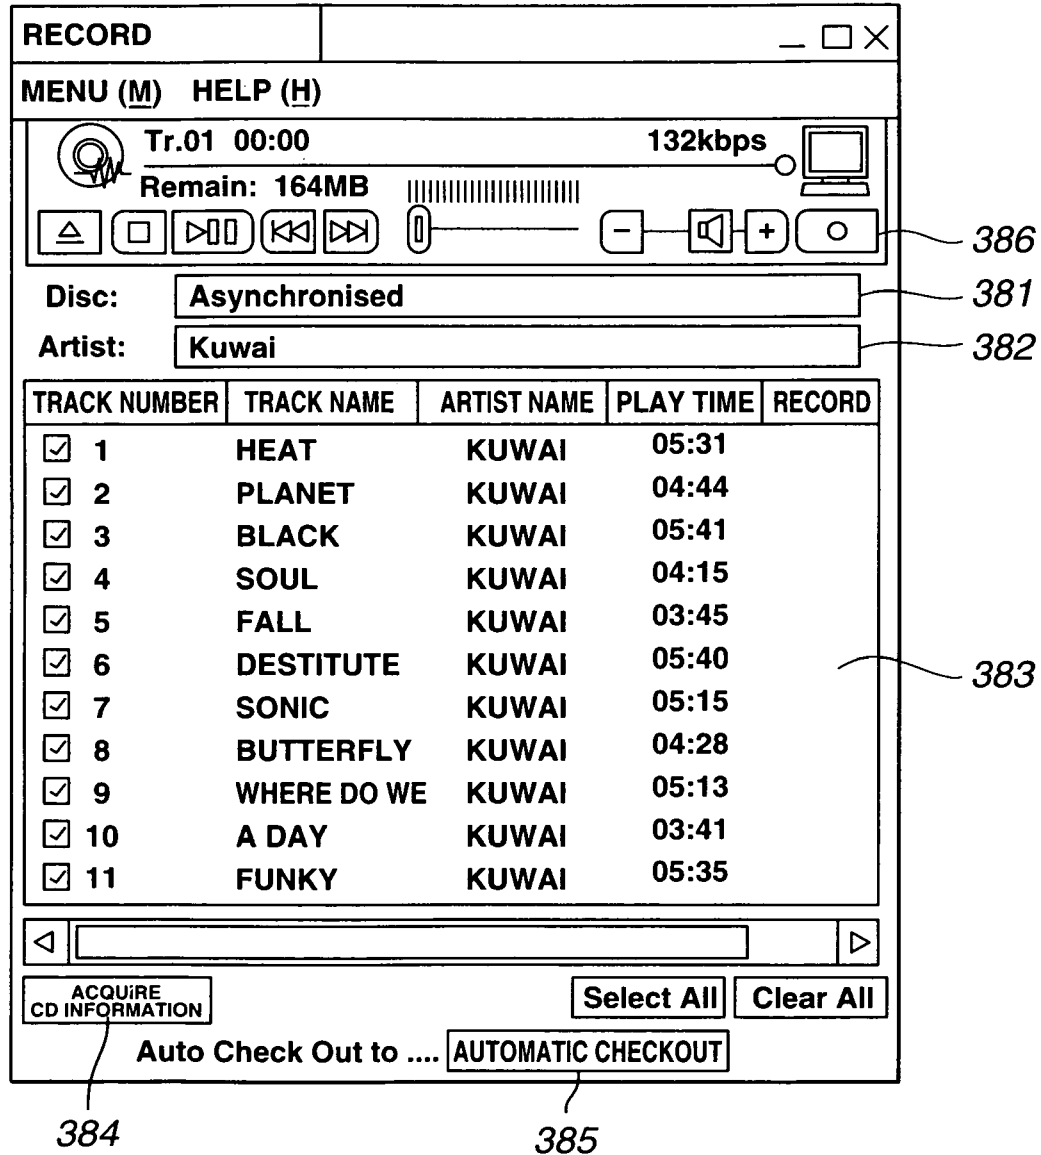 RECORD
MENU (M) HELP (H)
Tr.01 00:00 132kbps
Remain: 164MB
386
Disc: Asynchronised 381
Artist: Kuwai 382
TRACK NUMBER TRACK NAME ARTIST NAME PLAY TIME RECORD
1 HEAT KUWAI 05:31
2 PLANET KUWAI 04:44
3 BLACK KUWAI 05:41
4 SOUL KUWAI 04:15
5 FALL KUWAI 03:45
6 DESTITUTE KUWAI 05:40
383
7 SONIC KUWAI 05:15
8 BUTTERFLY KUWAI 04:28
9 WHERE DO WE KUWAI 05:13
10 A DAY KUWAI 03:41
11 FUNKY KUWAI 05:35
ACQUiRE
CD INFORMATION
Select All Clear All
Auto Check Out to .... AUTOMATIC CHECKOUT
384 385